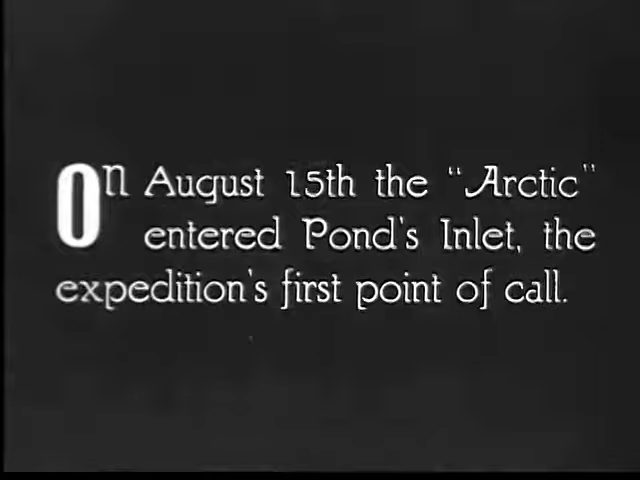 On August 15th the "Arctic"
entered Pond's Inlet, the
expedition's first point of call.